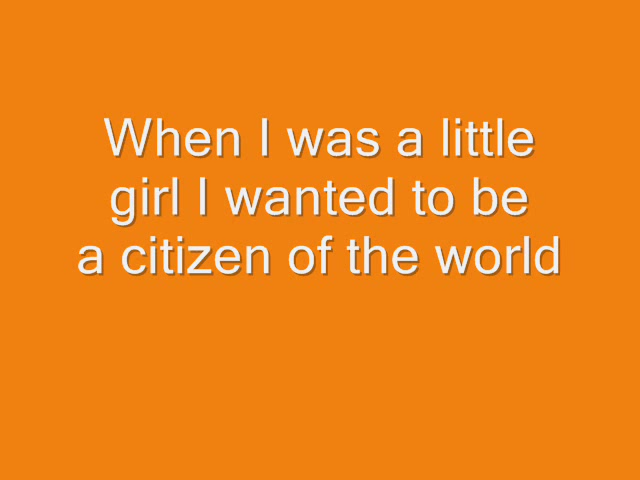 When I was a little
girl I wanted to be
a citizen of the world